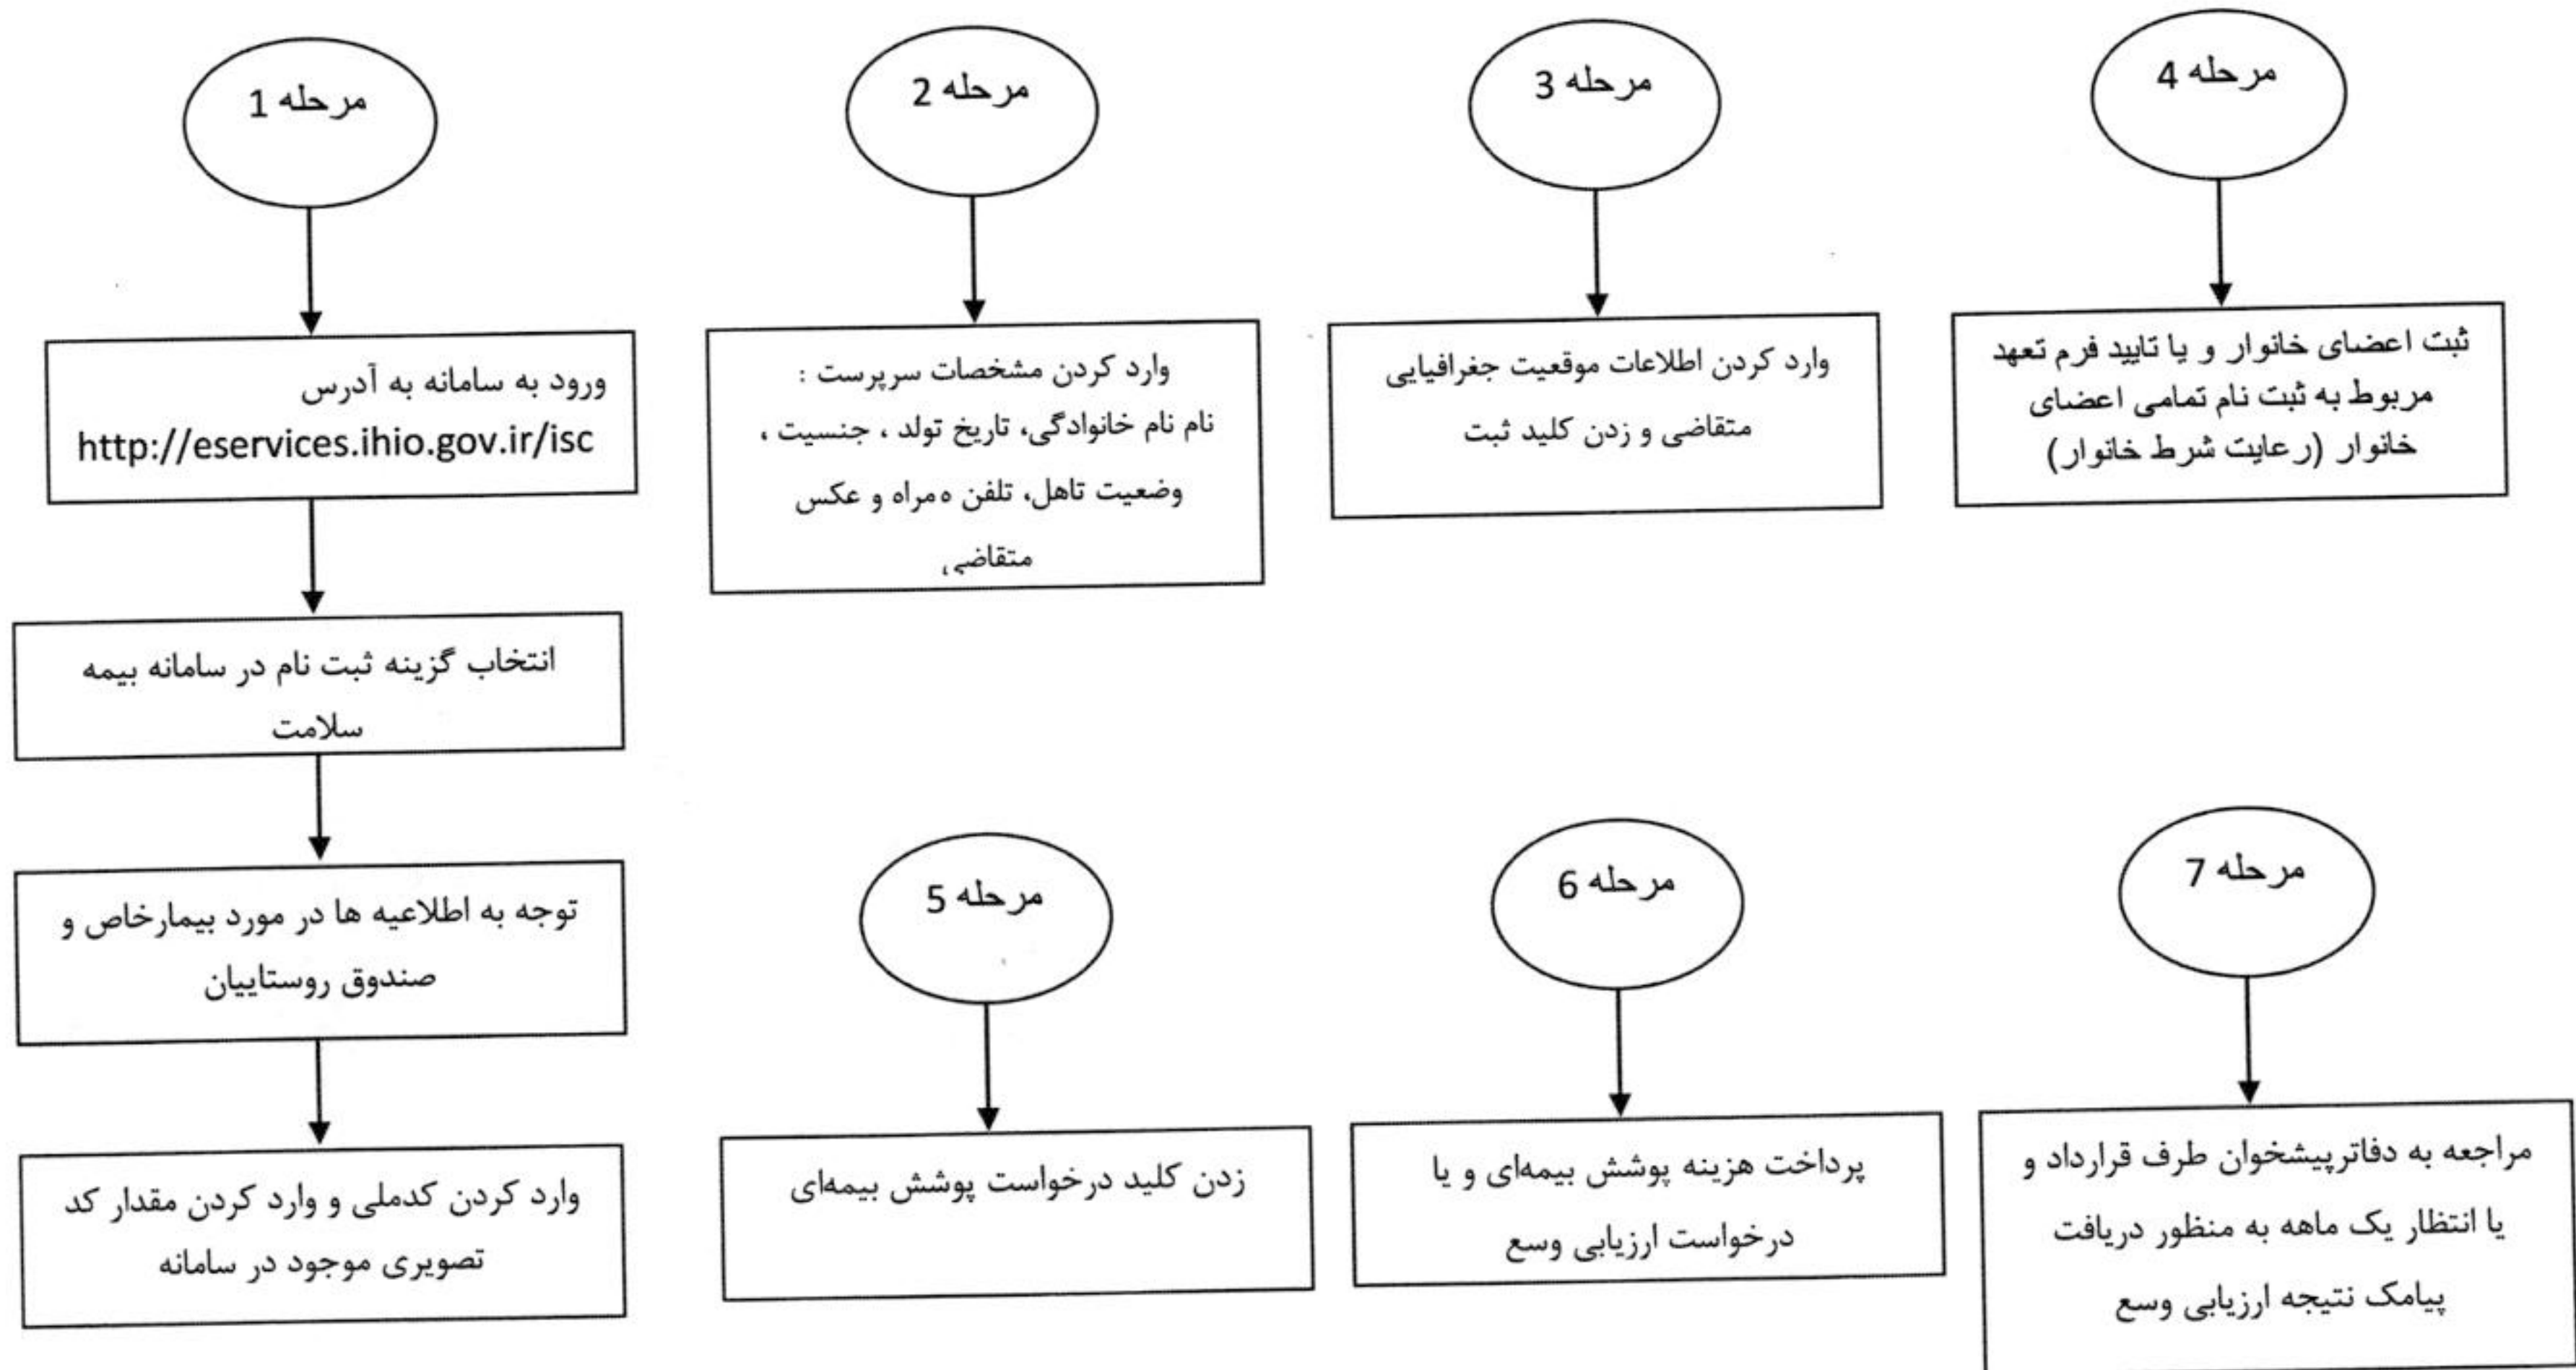 مرحله 1
ورود به سامانه به آدرس
http://eservices.ihio.gov.ir/isc
انتخاب گزینه ثبت نام در سامانه بیمه
سلامت
توجه به اطلاعیه ها در مورد بیمارخاص و
صندوق روستاییان
وارد کردن کدملی و وارد کردن مقدار کد
تصویری موجود در سامانه
مرحله 2
وارد کردن مشخصات سرپرست :
نام نام خانوادگی، تاریخ تولد ، جنسیت ،
وضعیت تاهل، تلفن همراه و عکس
متقاضی
مرحله 3
وارد کردن اطلاعات موقعیت جغرافیایی
متقاضی و زدن کلید ثبت
مرحله 4
ثبت اعضای خانوار و یا تایید فرم تعهد
مربوط به ثبت نام تمامی اعضای
خانوار (رعایت شرط خانوار)
مرحله 5
زدن کلید درخواست پوشش بیمه‌ای
مرحله 6
پرداخت هزینه پوشش بیمه‌ای و یا
درخواست ارزیابی وسع
مرحله 7
مراجعه به دفاترپیشخوان طرف قرارداد و
یا انتظار یک ماهه به منظور دریافت
پیامک نتیجه ارزیابی وسع